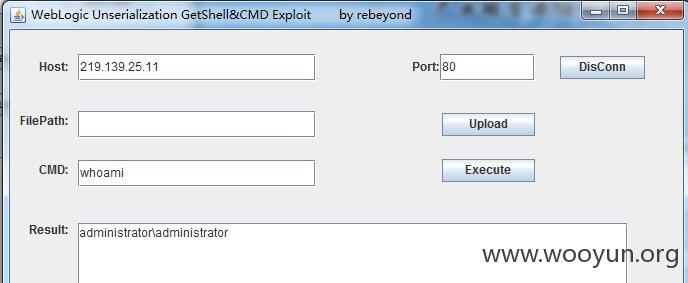 WebLogic Unserialization GetShell&CMD Exploit by rebeyond
Host: 219.139.25.11 Port: 80 DisConn
FilePath: Upload
CMD: whoami Execute
Result: administrator\administrator
www.wooyun.org